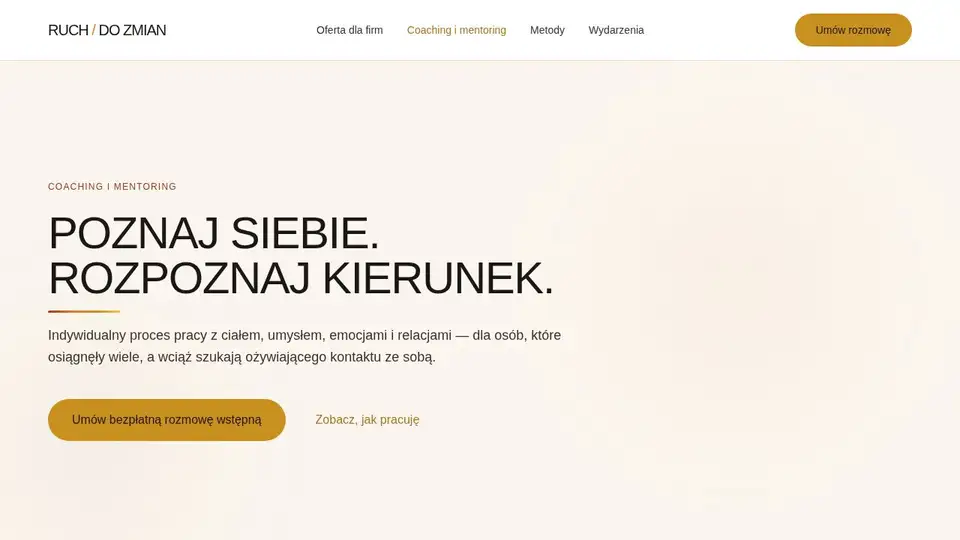 RUCH / DO ZMIAN
Oferta dla firm
Coaching i mentoring
Metody
Wydarzenia
Umów rozmowę
COACHING I MENTORING
POZNAJ SIEBIE.
ROZPOZNAJ KIERUNEK.
Indywidualny proces pracy z ciałem, umysłem, emocjami i relacjami — dla osób, które
osiągnęły wiele, a wciąż szukają ożywiającego kontaktu ze sobą.
Umów bezpłatną rozmowę wstępną
Zobacz, jak pracuję